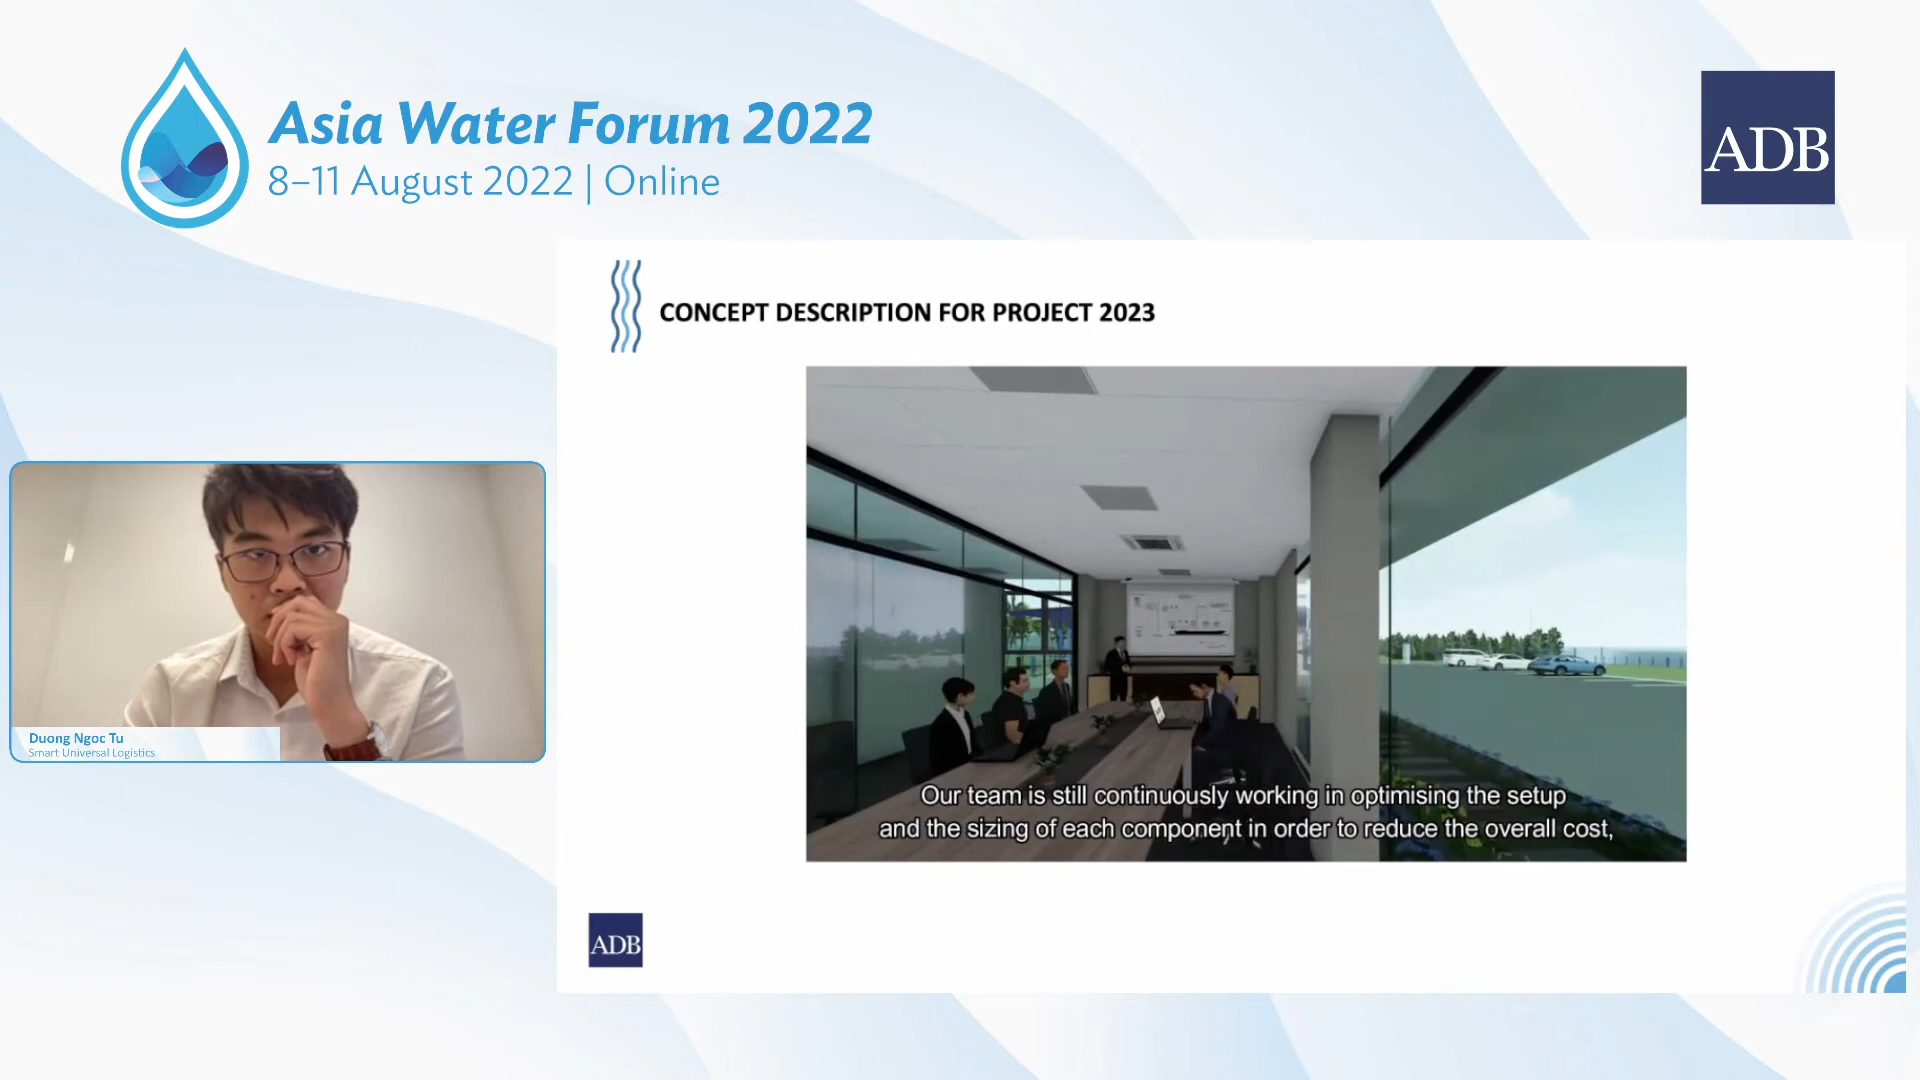 Asia Water Forum 2022
8–11 August 2022 | Online
ADB
CONCEPT DESCRIPTION FOR PROJECT 2023
Our team is still continuously working in optimising the setup
and the sizing of each component in order to reduce the overall cost,
Duong Ngoc Tu
Smart Universal Logistics
ADB